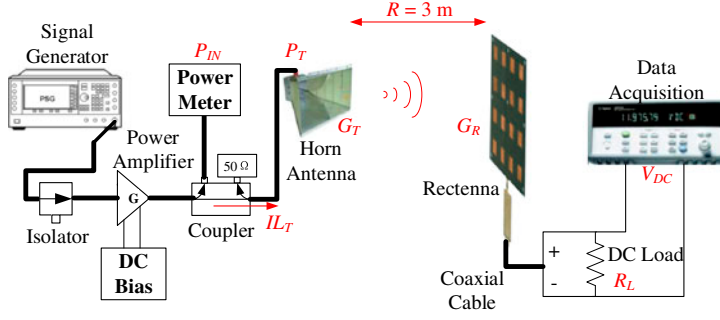 Signal
Generator
PSG
P_IN
Power
Meter
P_T
R = 3 m
G_T
Horn
Antenna
G_R
Data
Acquisition
V_DC
Power
Amplifier
G
50 Ω
Isolator
Coupler
IL_T
DC
Bias
Rectenna
Coaxial
Cable
+
-
DC Load
R_L